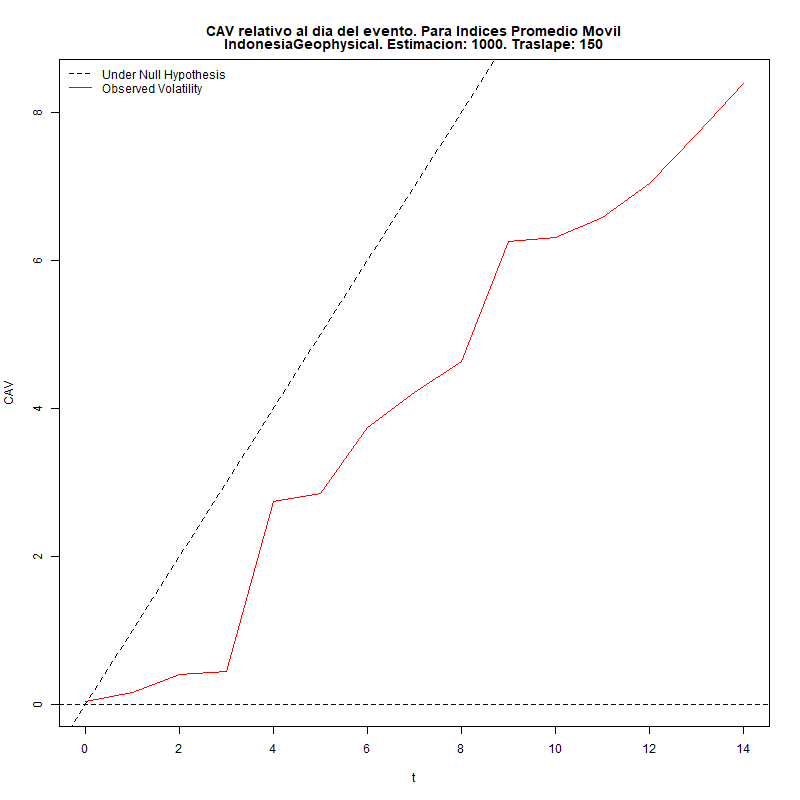 CAV relativo al dia del evento. Para Indices Promedio Movil
IndonesiaGeophysical. Estimacion: 1000. Traslape: 150
Under Null Hypothesis
Observed Volatility
8
6
4
2
0
CAV
0 2 4 6 8 10 12 14
t